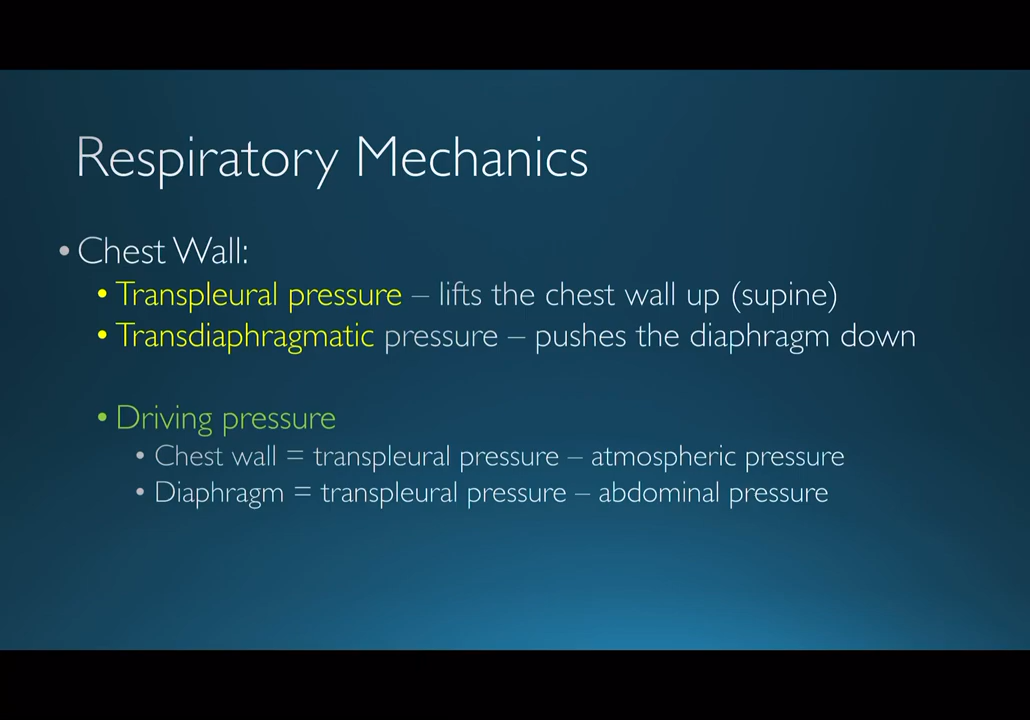 Respiratory Mechanics
• Chest Wall:
• Transpleural pressure – lifts the chest wall up (supine)
• Transdiaphragmatic pressure – pushes the diaphragm down
• Driving pressure
• Chest wall = transpleural pressure – atmospheric pressure
• Diaphragm = transpleural pressure – abdominal pressure